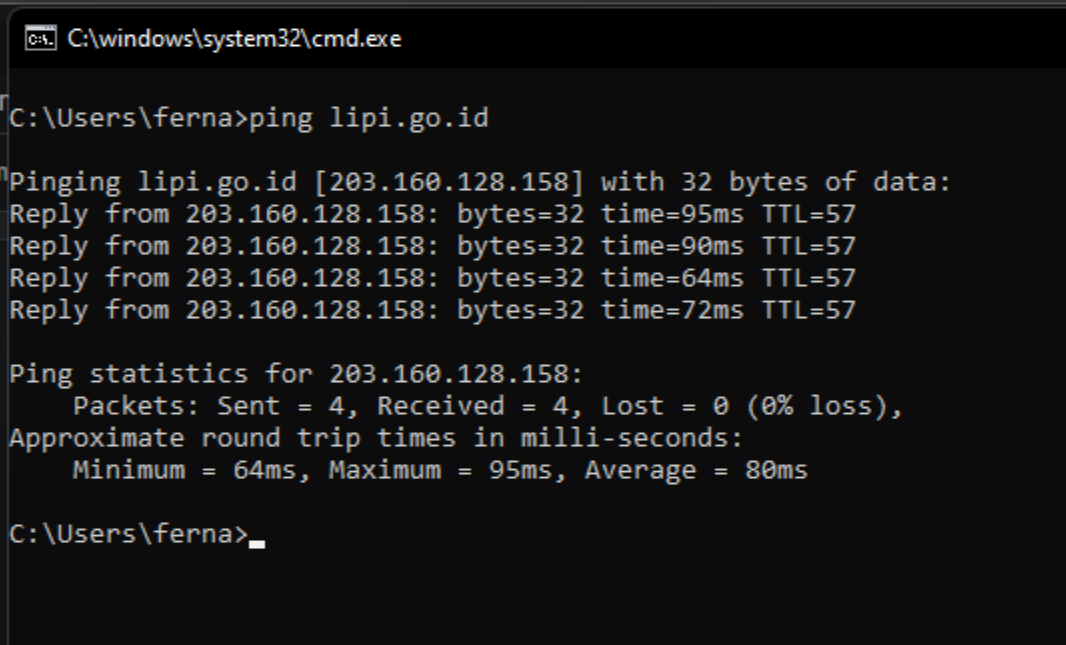 C:\windows\system32\cmd.exe
C:\Users\ferna>ping lipi.go.id
Pinging lipi.go.id [203.160.128.158] with 32 bytes of data:
Reply from 203.160.128.158: bytes=32 time=95ms TTL=57
Reply from 203.160.128.158: bytes=32 time=90ms TTL=57
Reply from 203.160.128.158: bytes=32 time=64ms TTL=57
Reply from 203.160.128.158: bytes=32 time=72ms TTL=57
Ping statistics for 203.160.128.158:
    Packets: Sent = 4, Received = 4, Lost = 0 (0% loss),
Approximate round trip times in milli-seconds:
    Minimum = 64ms, Maximum = 95ms, Average = 80ms
C:\Users\ferna>